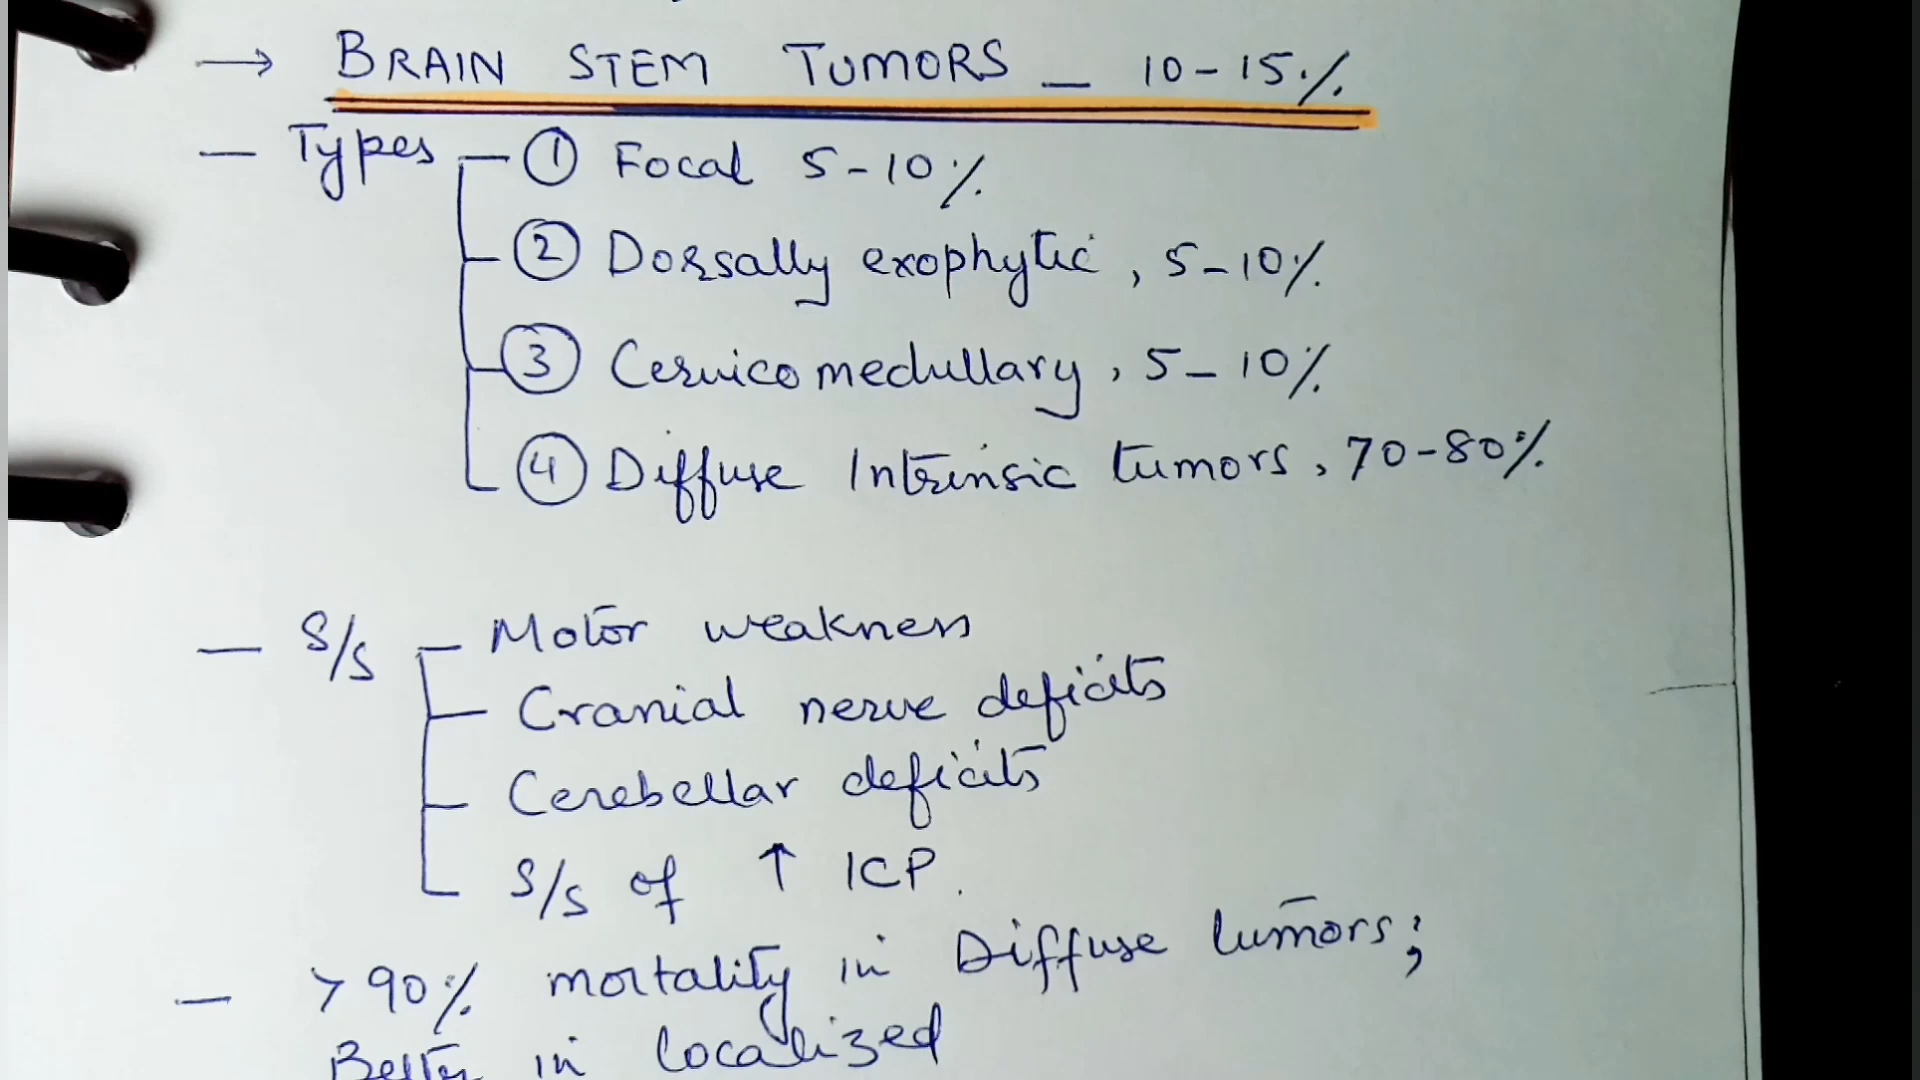 → BRAIN STEM TUMORS - 10-15%
- Types - ① Focal 5-10%
② Dorsally exophytic, 5-10%
③ Cervicomedullary, 5-10%
④ Diffuse Intrinsic tumors, 70-80%
- S/S - Motor weakness
- Cranial nerve deficits
- Cerebellar deficits
- S/S of ↑ ICP.
- >90% mortality in Diffuse tumors;
Better in localized